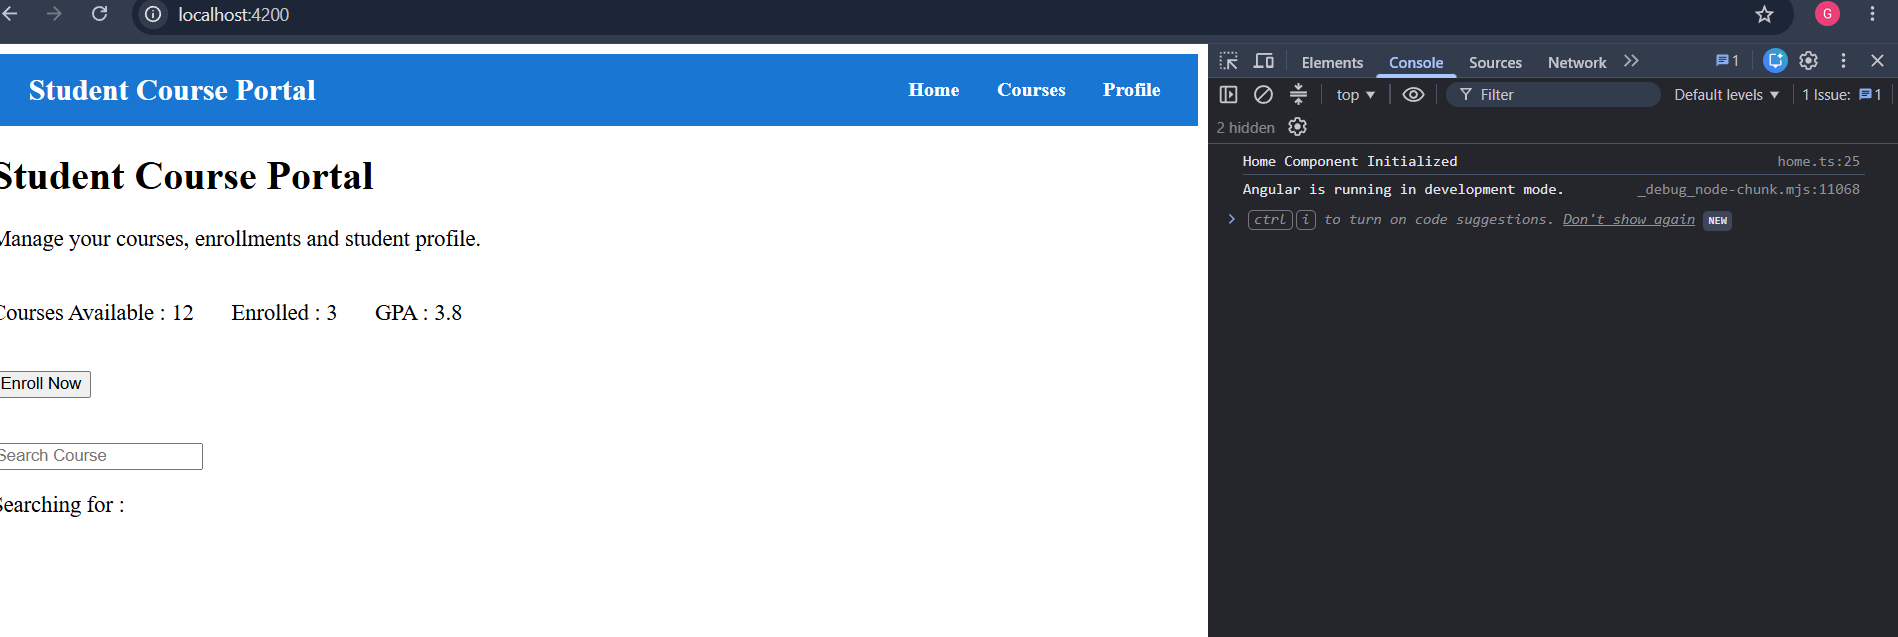 localhost:4200
G
Student Course Portal Home Courses Profile
Student Course Portal
Manage your courses, enrollments and student profile.
Courses Available : 12 Enrolled : 3 GPA : 3.8
Enroll Now
Search Course
Searching for :
Elements Console Sources Network 1
top Filter Default levels 1 Issue: 1
2 hidden
Home Component Initialized home.ts:25
Angular is running in development mode. _debug_node-chunk.mjs:11068
ctrl i to turn on code suggestions. Don't show again NEW